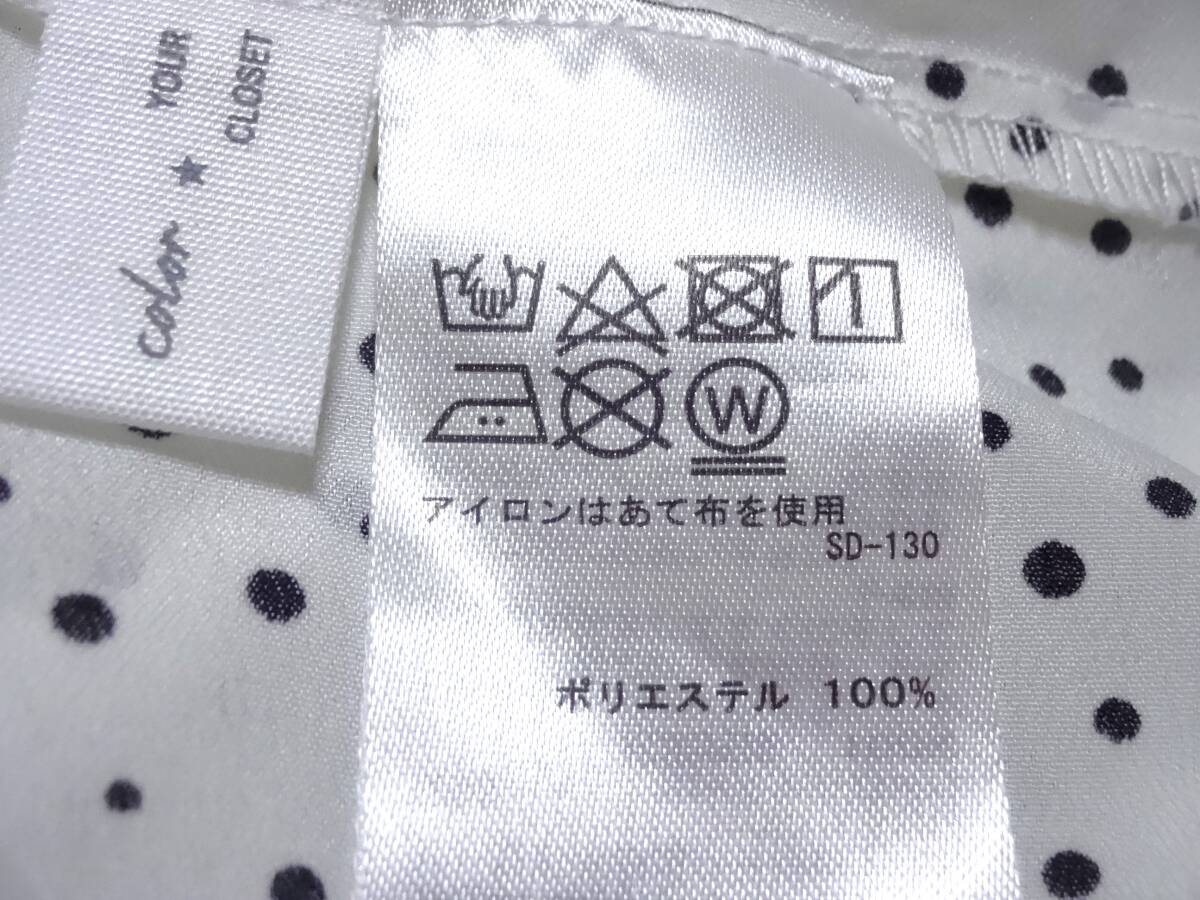 color ★ YOUR
CLOSET
W
アイロンはあて布を使用
SD-130
ポリエステル 100%